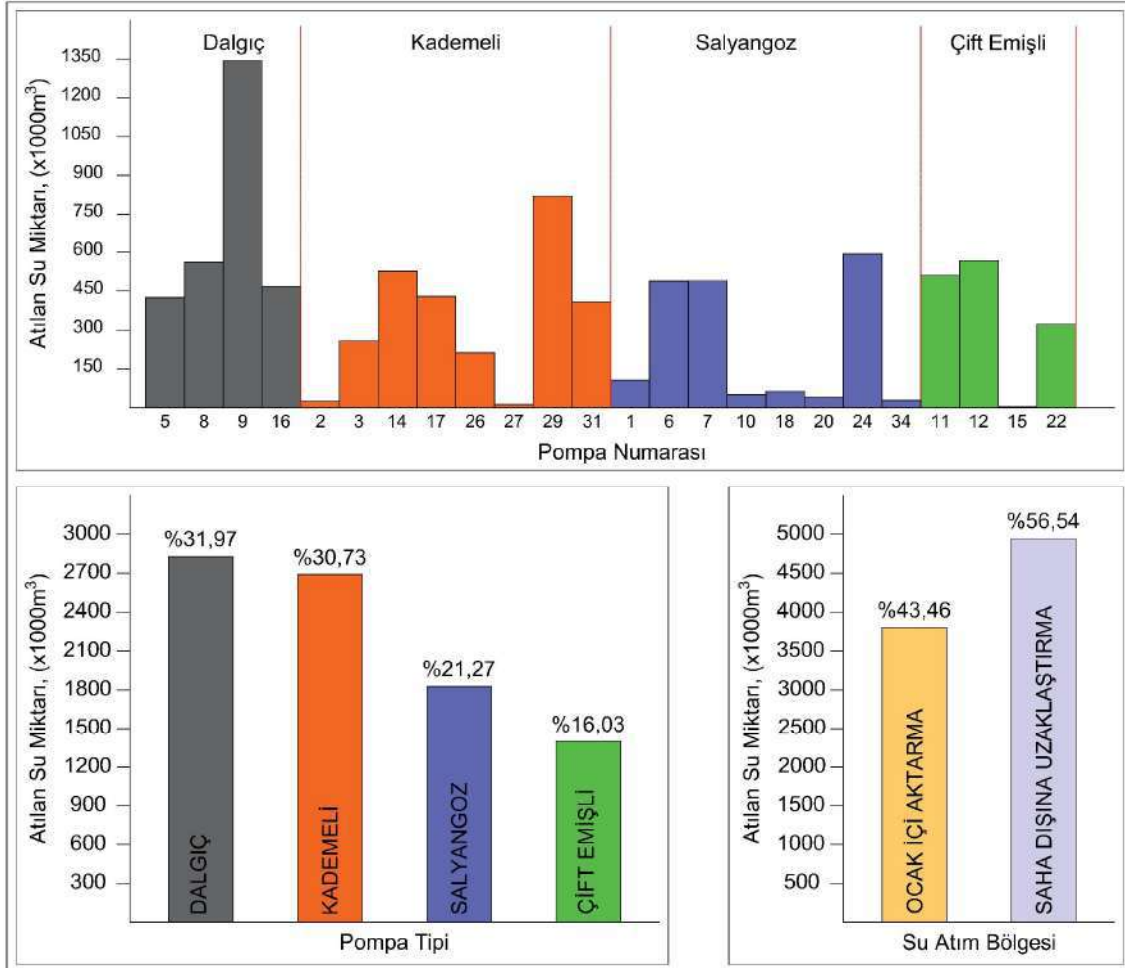 Dalgıç Kademeli Salyangoz Çift Emişli
Atılan Su Miktarı, (x1000m³)
1350
1200
1050
900
750
600
450
300
150
5 8 9 16 2 3 14 17 26 27 29 31 1 6 7 10 18 20 24 34 11 12 15 22
Pompa Numarası
Atılan Su Miktarı, (x1000m³)
3000
2700
2400
2100
1800
1500
1200
900
600
300
%31,97
%30,73
%21,27
%16,03
DALGIÇ
KADEMELİ
SALYANGOZ
ÇİFT EMİŞLİ
Pompa Tipi
Atılan Su Miktarı, (x1000m³)
5000
4500
4000
3500
3000
2500
2000
1500
1000
500
%43,46
%56,54
OCAK İÇİ AKTARMA
SAHA DIŞINA UZAKLAŞTIRMA
Su Atım Bölgesi